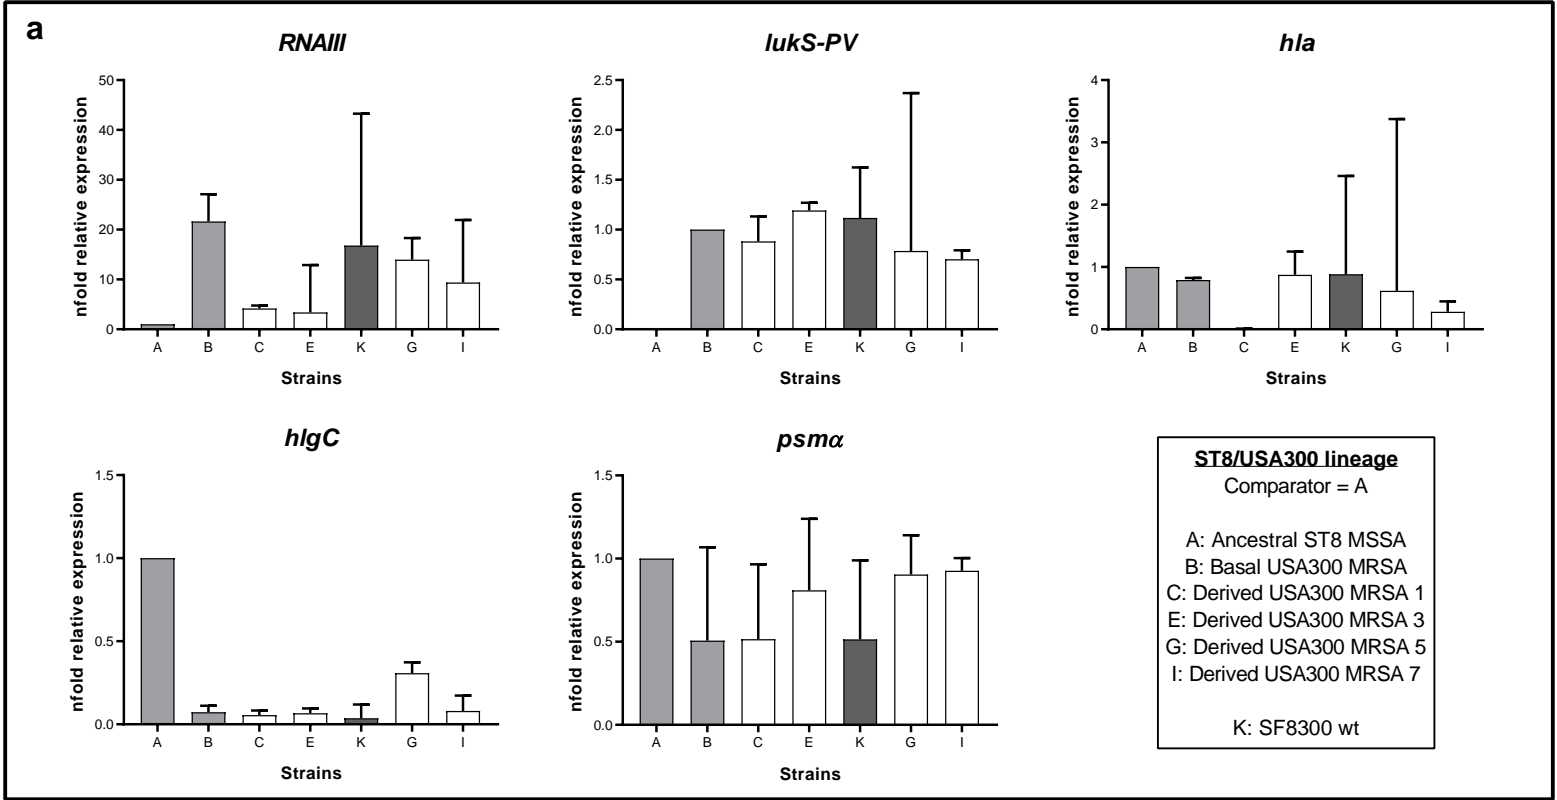 a
RNAIII
nfold relative expression
50
40
30
20
10
0
A B C E K G I
Strains
lukS-PV
nfold relative expression
2.5
2.0
1.5
1.0
0.5
0.0
A B C E K G I
Strains
hla
nfold relative expression
4
3
2
1
0
A B C E K G I
Strains
hlgC
nfold relative expression
1.5
1.0
0.5
0.0
A B C E K G I
Strains
psmα
nfold relative expression
1.5
1.0
0.5
0.0
A B C E K G I
Strains
ST8/USA300 lineage
Comparator = A
A: Ancestral ST8 MSSA
B: Basal USA300 MRSA
C: Derived USA300 MRSA 1
E: Derived USA300 MRSA 3
G: Derived USA300 MRSA 5
I: Derived USA300 MRSA 7
K: SF8300 wt